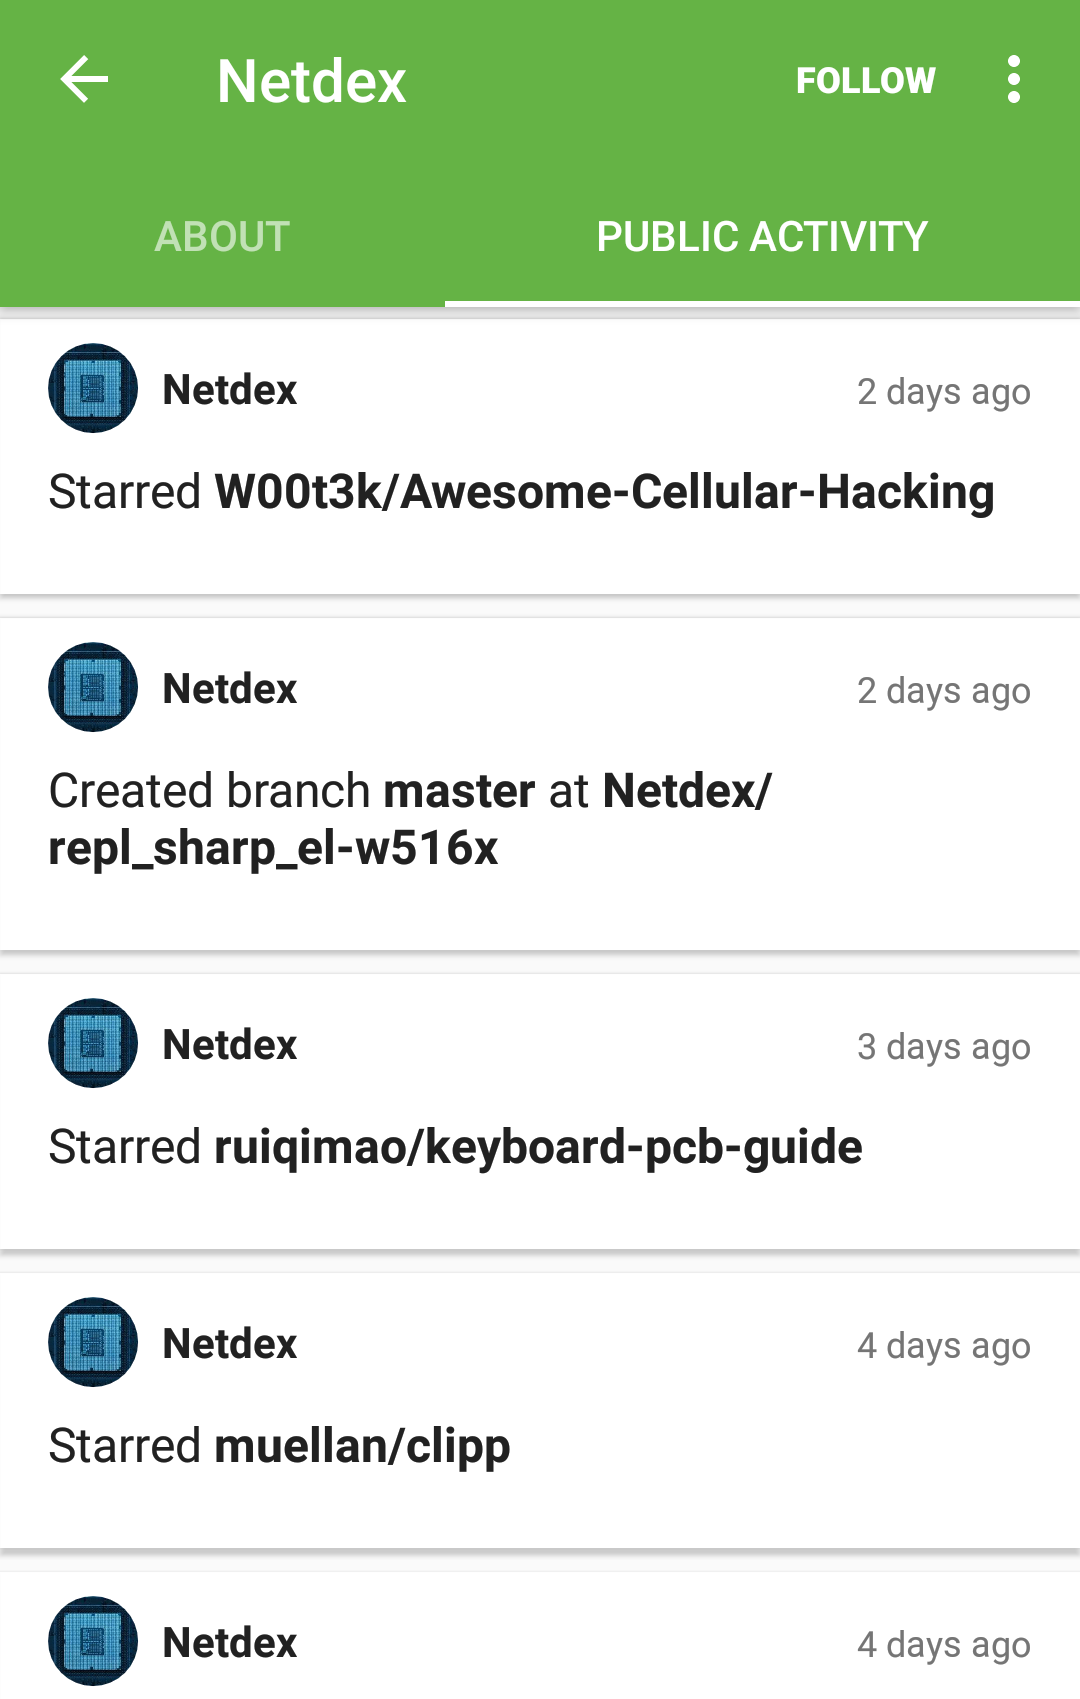 Netdex FOLLOW
ABOUT PUBLIC ACTIVITY
Netdex 2 days ago
Starred W00t3k/Awesome-Cellular-Hacking
Netdex 2 days ago
Created branch master at Netdex/
repl_sharp_el-w516x
Netdex 3 days ago
Starred ruiqimao/keyboard-pcb-guide
Netdex 4 days ago
Starred muellan/clipp
Netdex 4 days ago